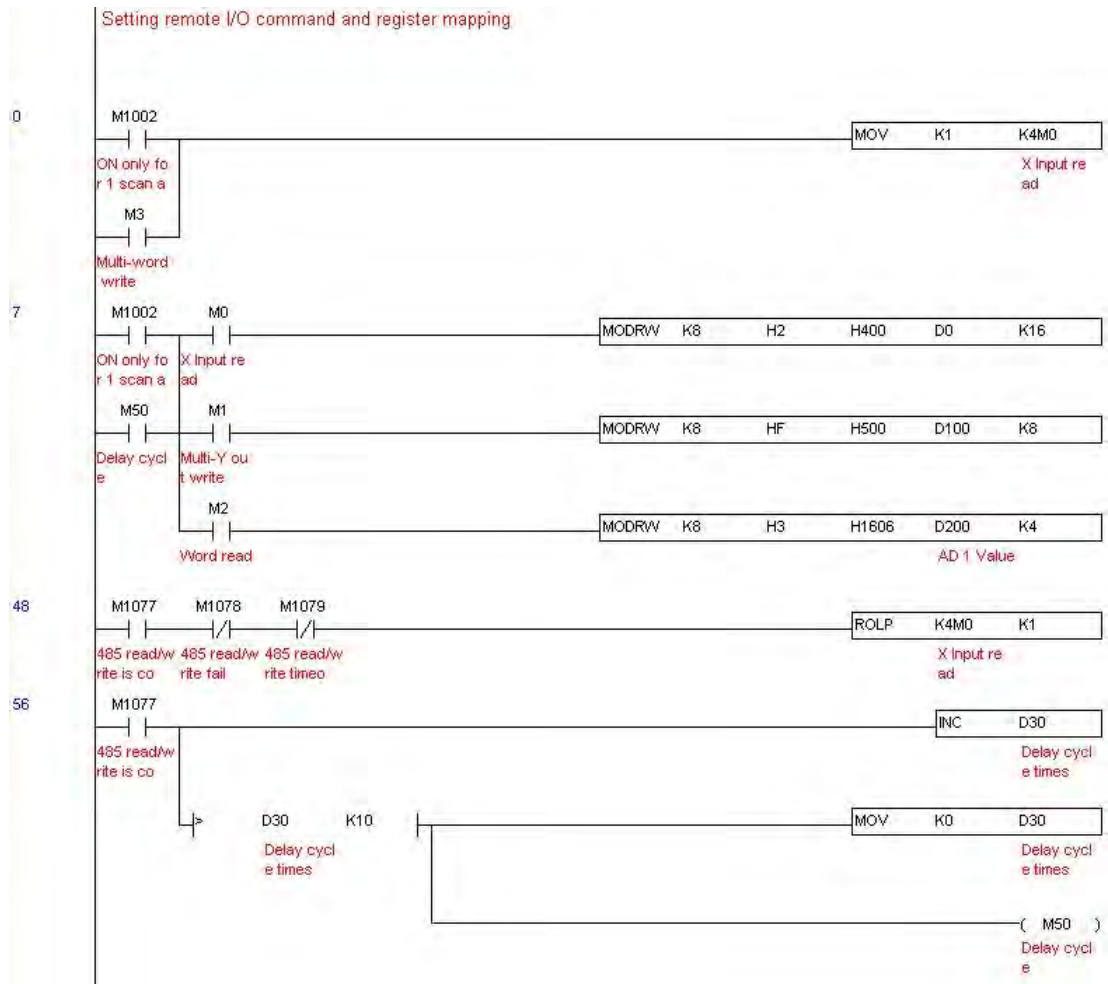 Setting remote I/O command and register mapping
0
M1002
MOV K1 K4M0
ON only fo
r 1 scan a
X Input re
ad
M3
Multi-word
write
7
M1002 M0
MODRW K8 H2 H400 D0 K16
ON only fo X Input re
r 1 scan a ad
M50 M1
MODRW K8 HF H500 D100 K8
Delay cycl Multi-Y ou
e t write
M2
MODRW K8 H3 H1606 D200 K4
Word read AD 1 Value
48
M1077 M1078 M1079
ROLP K4M0 K1
485 read/w 485 read/w 485 read/w X Input re
rite is co rite fail rite timeo ad
56
M1077
INC D30
485 read/w Delay cycl
rite is co e times
> D30 K10 MOV K0 D30
Delay cycl Delay cycl
e times e times
( M50 )
Delay cycl
e